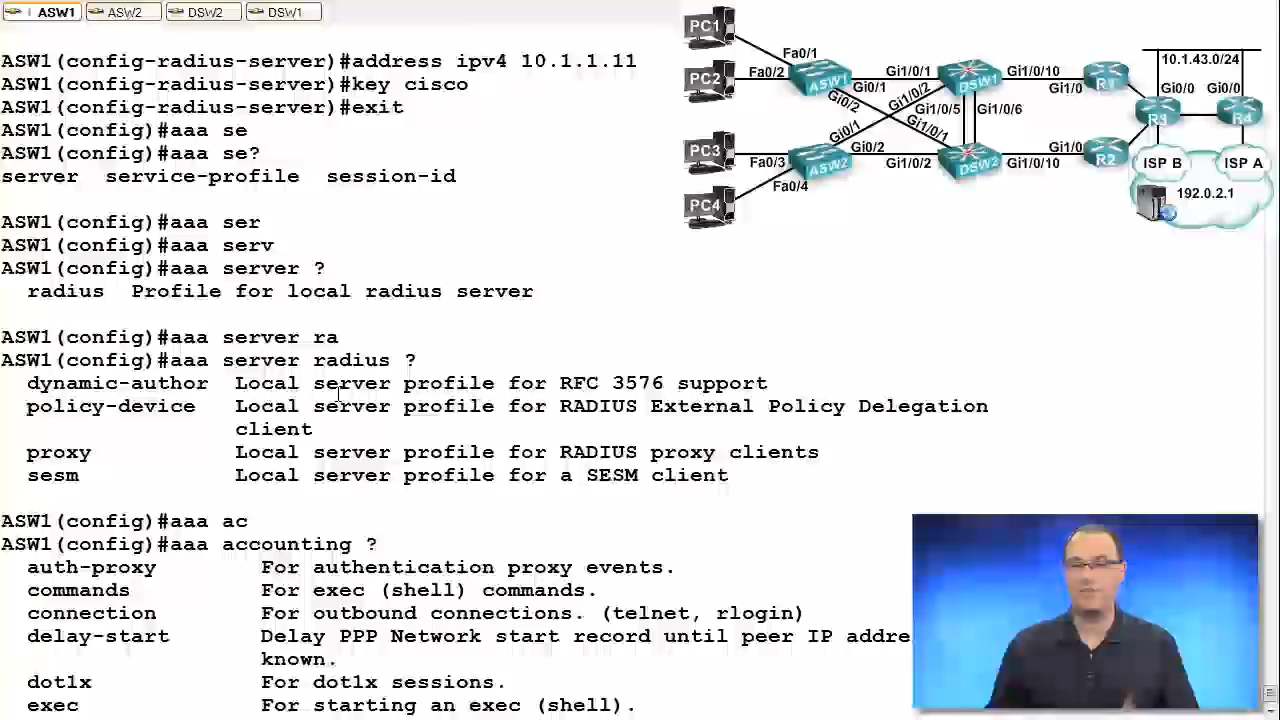 ASW1
ASW2
DSW2
DSW1
ASW1(config-radius-server)#address ipv4 10.1.1.11
ASW1(config-radius-server)#key cisco
ASW1(config-radius-server)#exit
ASW1(config)#aaa se
ASW1(config)#aaa se?
server  service-profile  session-id
ASW1(config)#aaa ser
ASW1(config)#aaa serv
ASW1(config)#aaa server ?
radius  Profile for local radius server
ASW1(config)#aaa server ra
ASW1(config)#aaa server radius ?
dynamic-author  Local server profile for RFC 3576 support
policy-device   Local server profile for RADIUS External Policy Delegation
client
proxy           Local server profile for RADIUS proxy clients
sesm            Local server profile for a SESM client
ASW1(config)#aaa ac
ASW1(config)#aaa accounting ?
auth-proxy        For authentication proxy events.
commands          For exec (shell) commands.
connection        For outbound connections. (telnet, rlogin)
delay-start       Delay PPP Network start record until peer IP addre
known.
dot1x             For dot1x sessions.
exec              For starting an exec (shell).
PC1
Fa0/1
PC2
Fa0/2
ASW1
Gi1/0/1
Gi0/1
Gi0/2
Gi1/0/2
DSW1
Gi1/0/10
Gi1/0
R1
10.1.43.0/24
Gi0/0
Gi0/0
R3
R4
Gi1/0/5
Gi1/0/6
Gi1/0/1
PC3
Fa0/3
Gi0/1
Gi0/2
ASW2
Gi1/0/2
DSW2
Gi1/0/10
Gi1/0
R2
ISP B
ISP A
PC4
Fa0/4
192.0.2.1